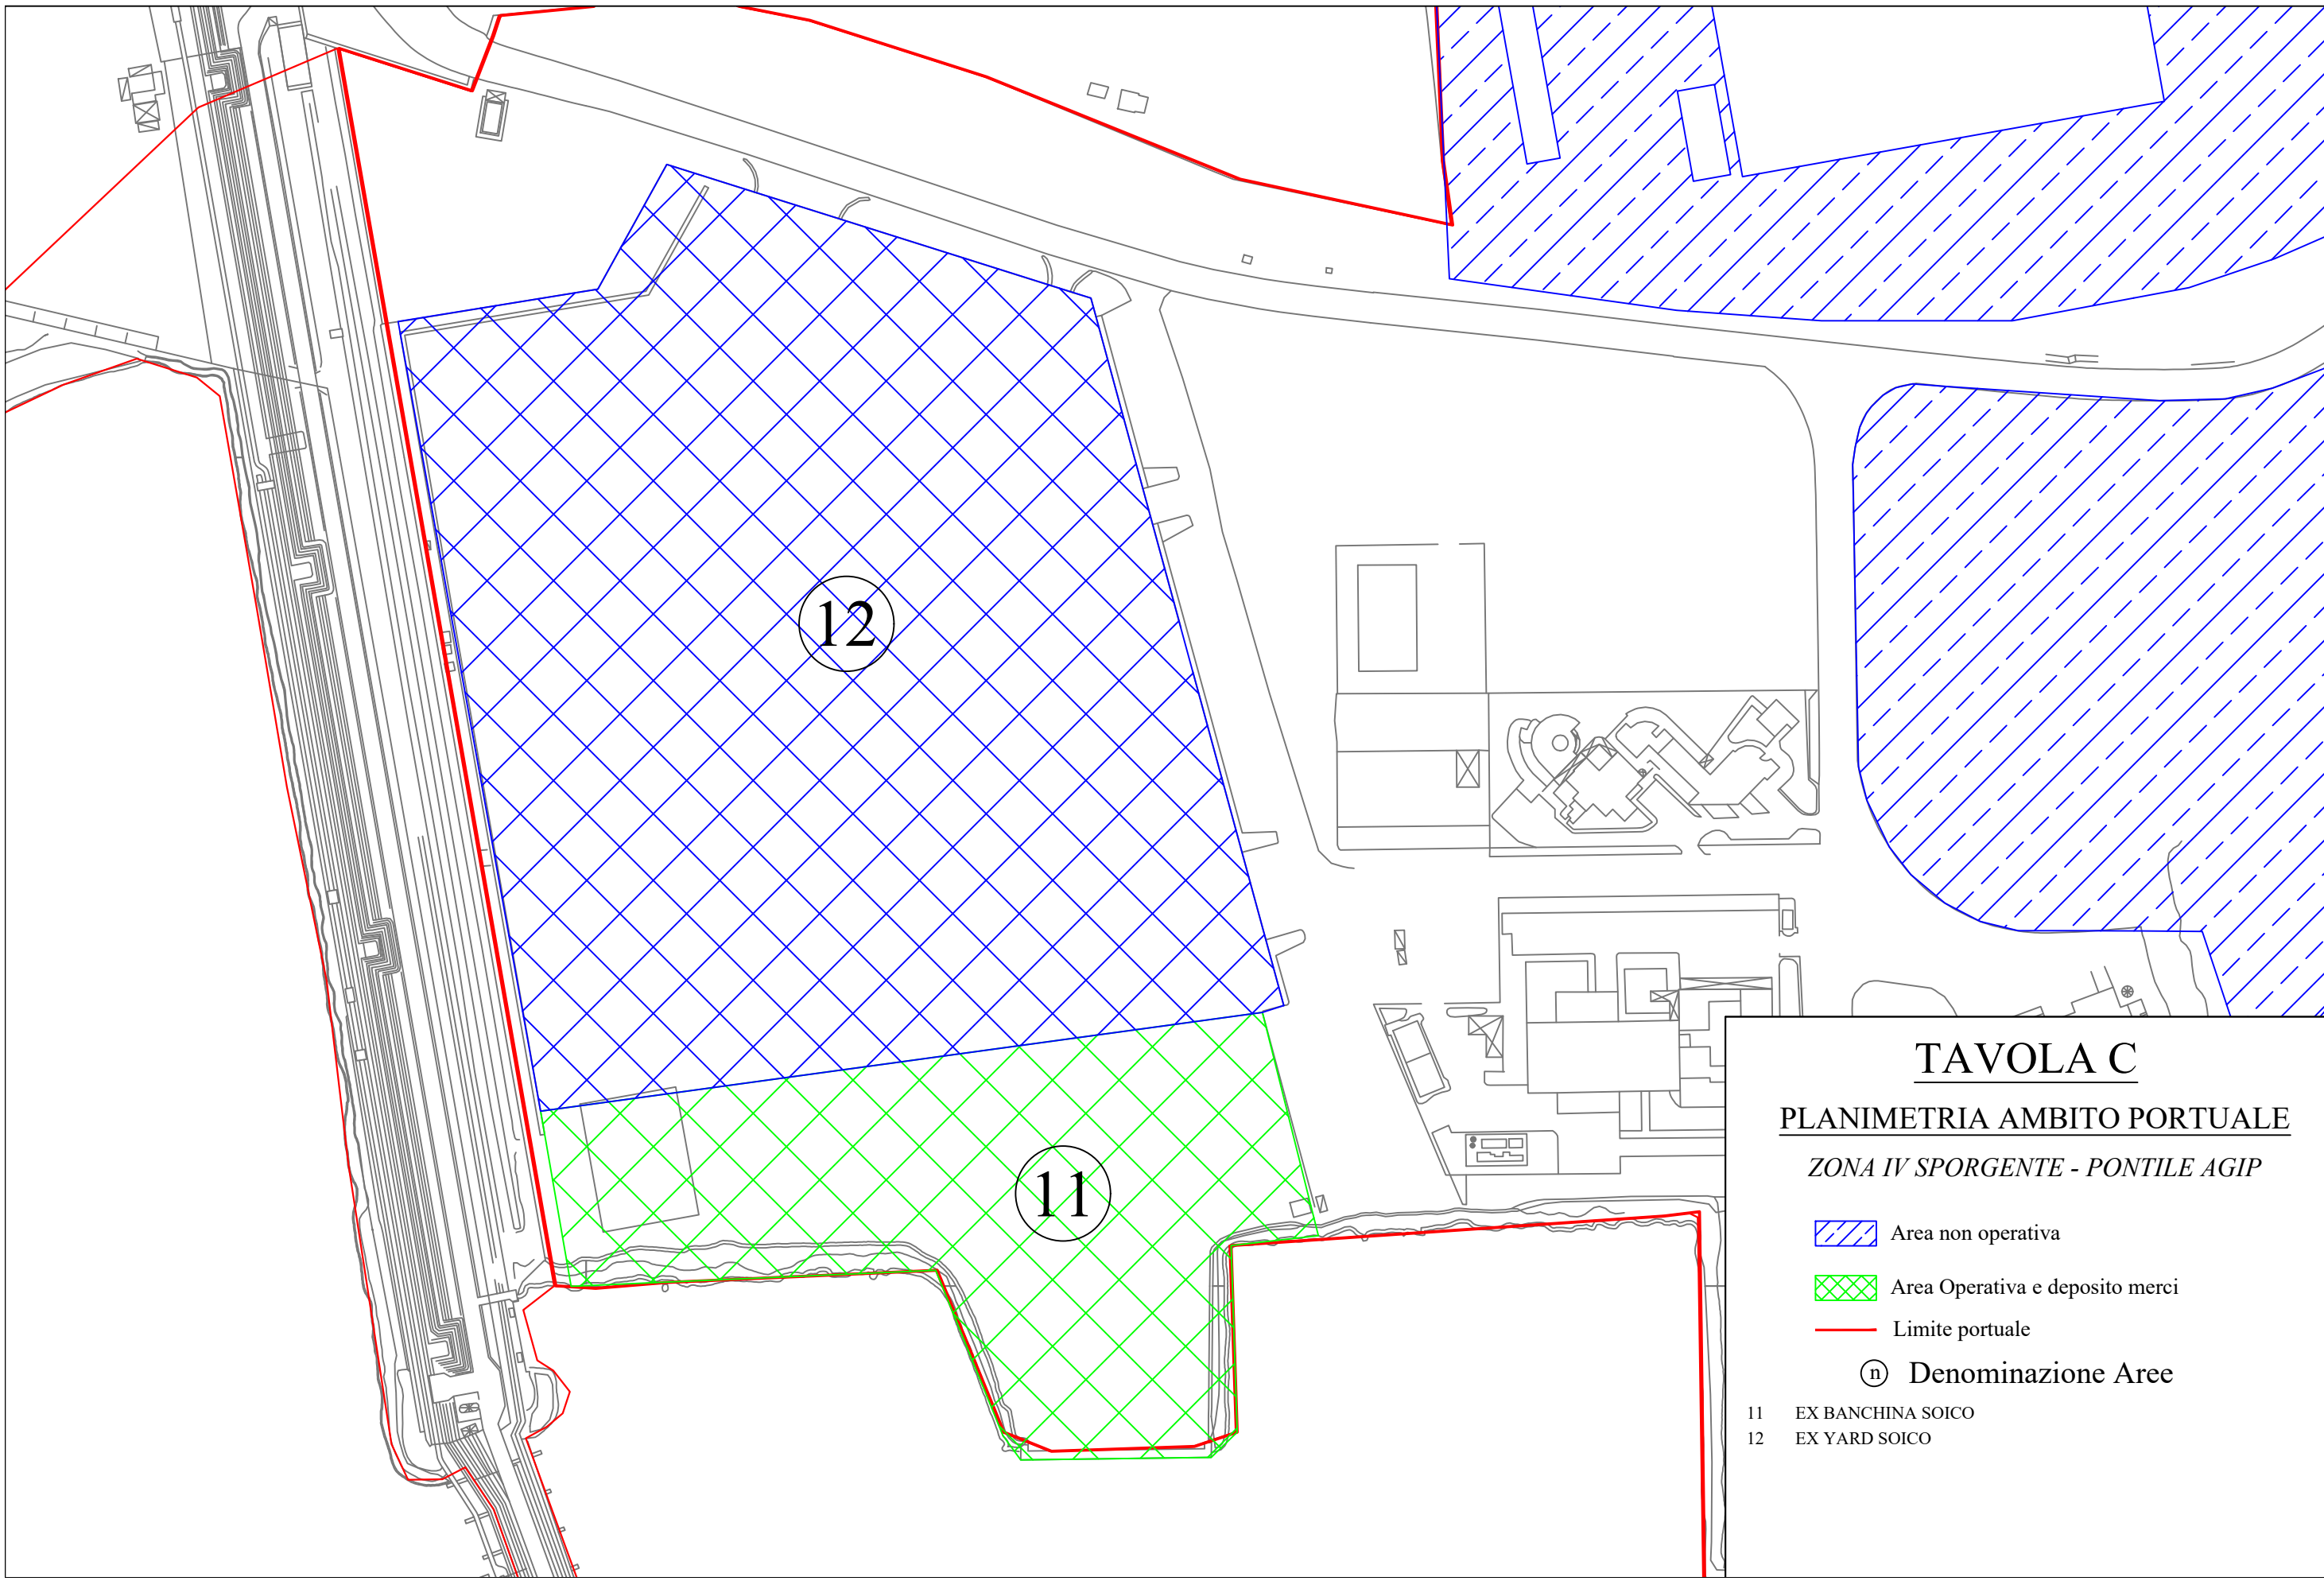 12
11
TAVOLA C
PLANIMETRIA AMBITO PORTUALE
ZONA IV SPORGENTE - PONTILE AGIP
Area non operativa
Area Operativa e deposito merci
Limite portuale
n Denominazione Aree
11 EX BANCHINA SOICO
12 EX YARD SOICO